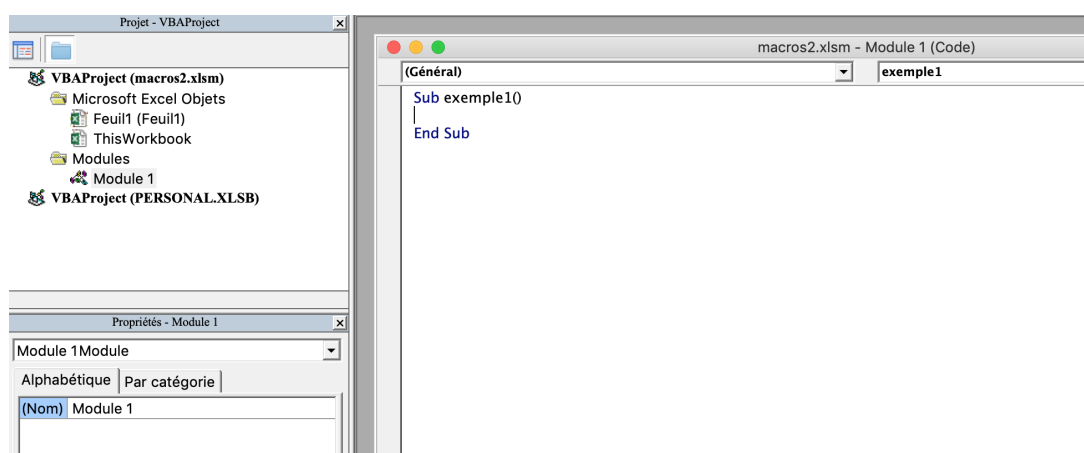 Projet - VBAProject
VBAProject (macros2.xlsm)
Microsoft Excel Objets
Feuil1 (Feuil1)
ThisWorkbook
Modules
Module 1
VBAProject (PERSONAL.XLSB)
Propriétés - Module 1
Module 1 Module
Alphabétique Par catégorie
(Nom) Module 1
macros2.xlsm - Module 1 (Code)
(Général) exemple1
Sub exemple1()
End Sub